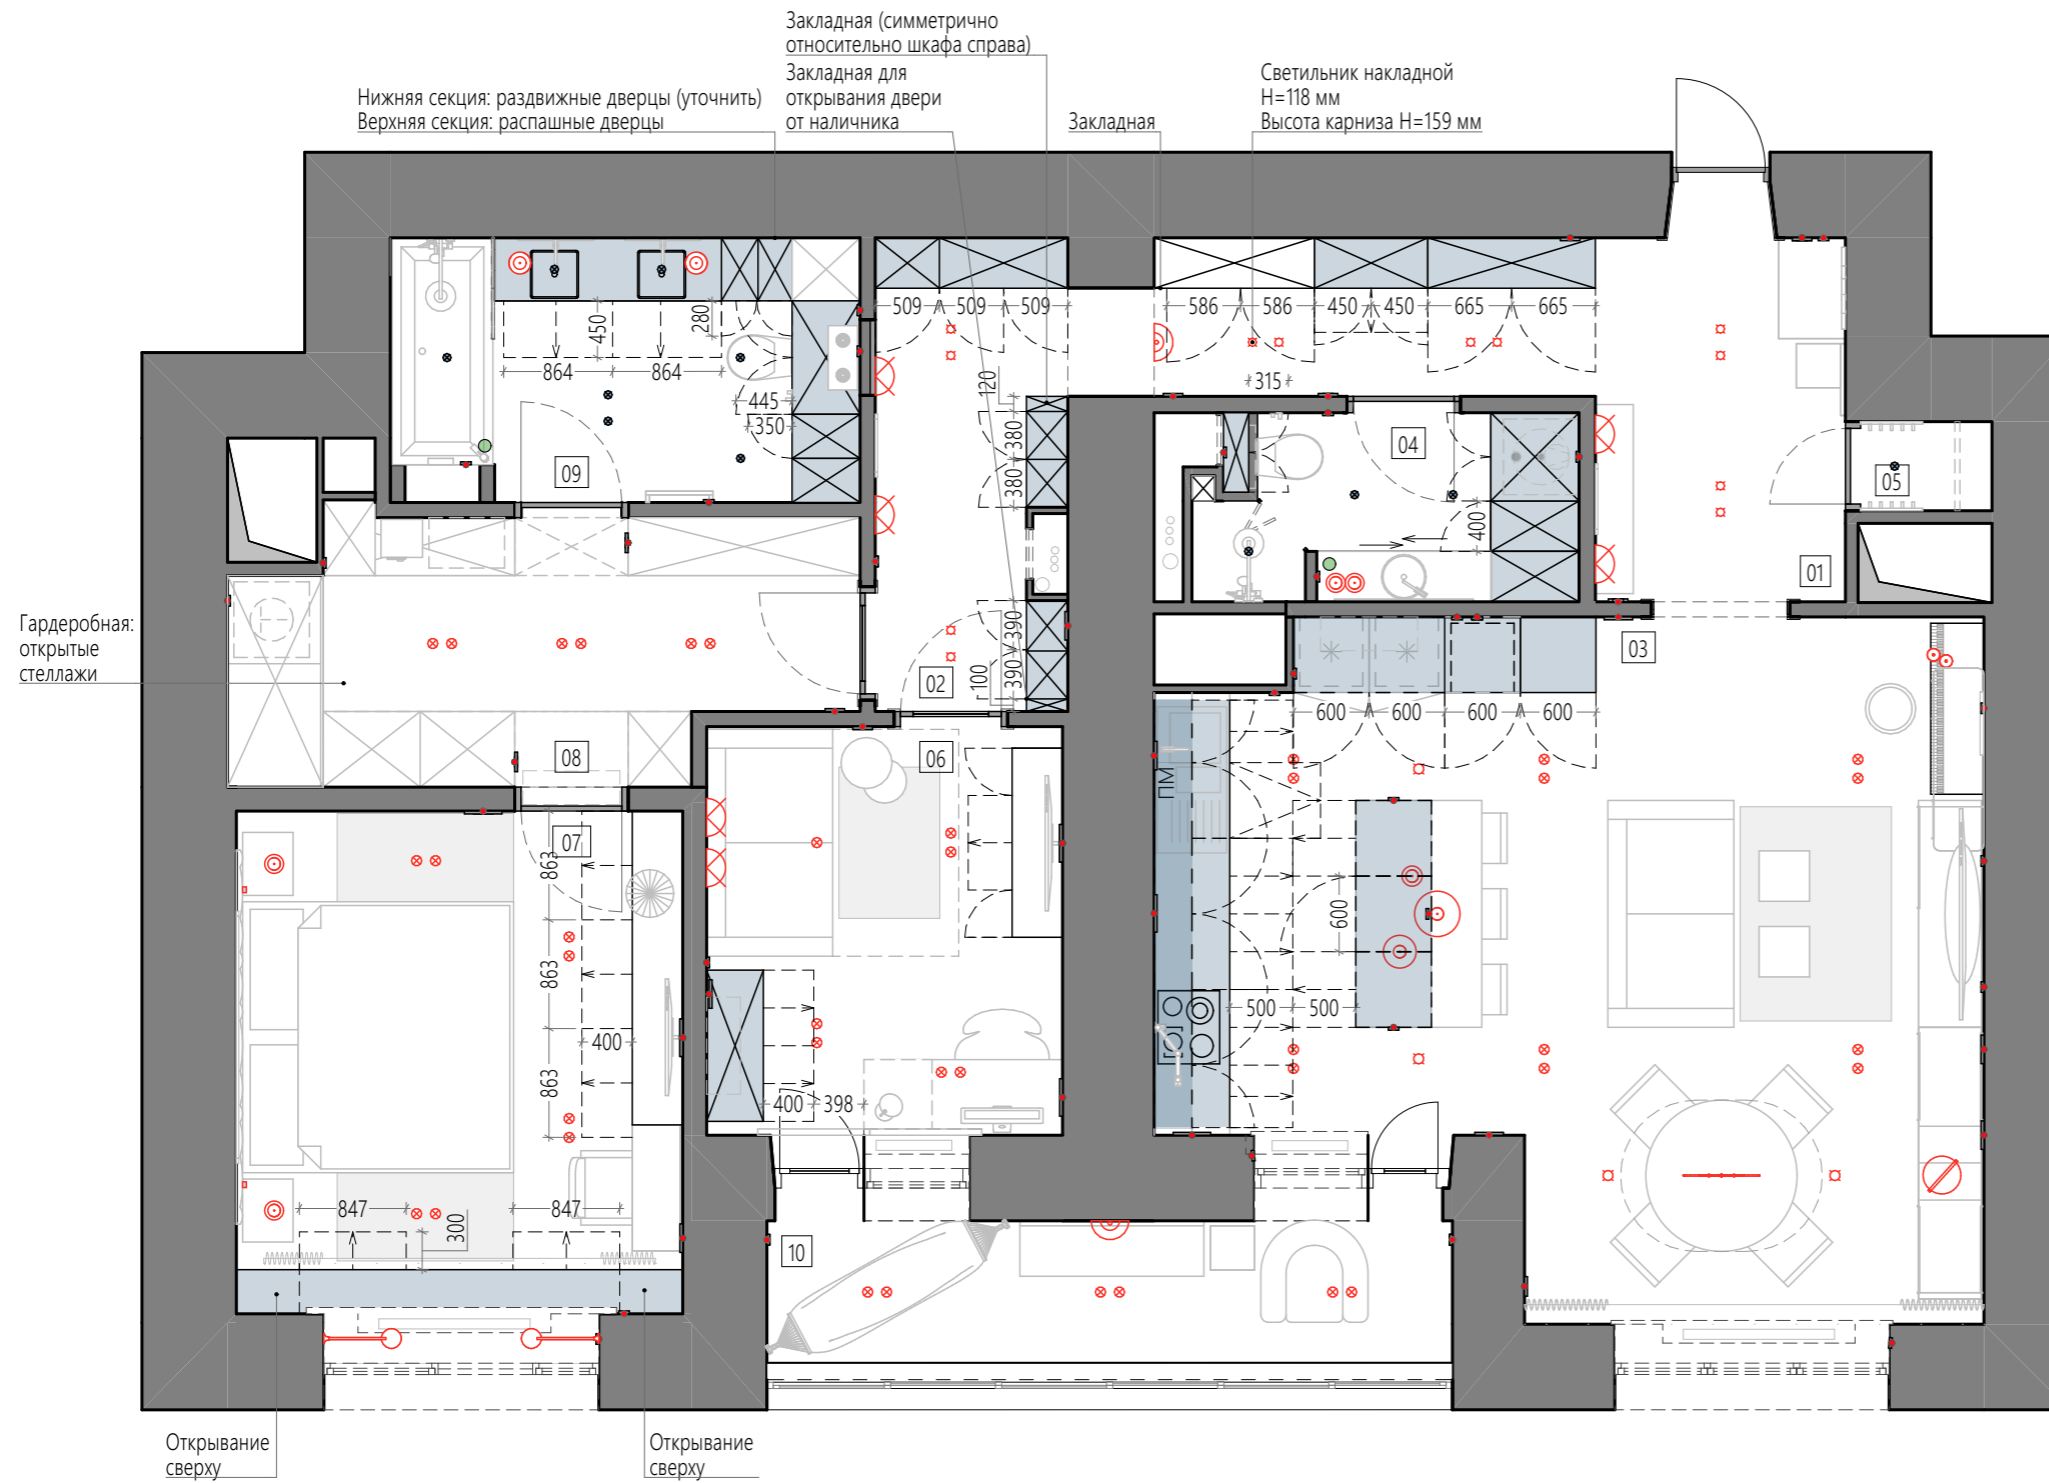 Закладная (симметрично
относительно шкафа справа)
Закладная для
открывания двери
от наличника
Светильник накладной
H=118 мм
Высота карниза H=159 мм
Нижняя секция: раздвижные дверцы (уточнить)
Верхняя секция: распашные дверцы
Закладная
509 509 509
586 586 450 450 665 665
450
280
864 864
445
350
120
315
380
380
400
04
05
09
01
Гардеробная:
открытые
стеллажи
390
390
100
02
03
600 600 600 600
08
06
ПМ
07
863
863
863
600
400
500 500
400 398
847 847
300
10
Открывание
сверху
Открывание
сверху